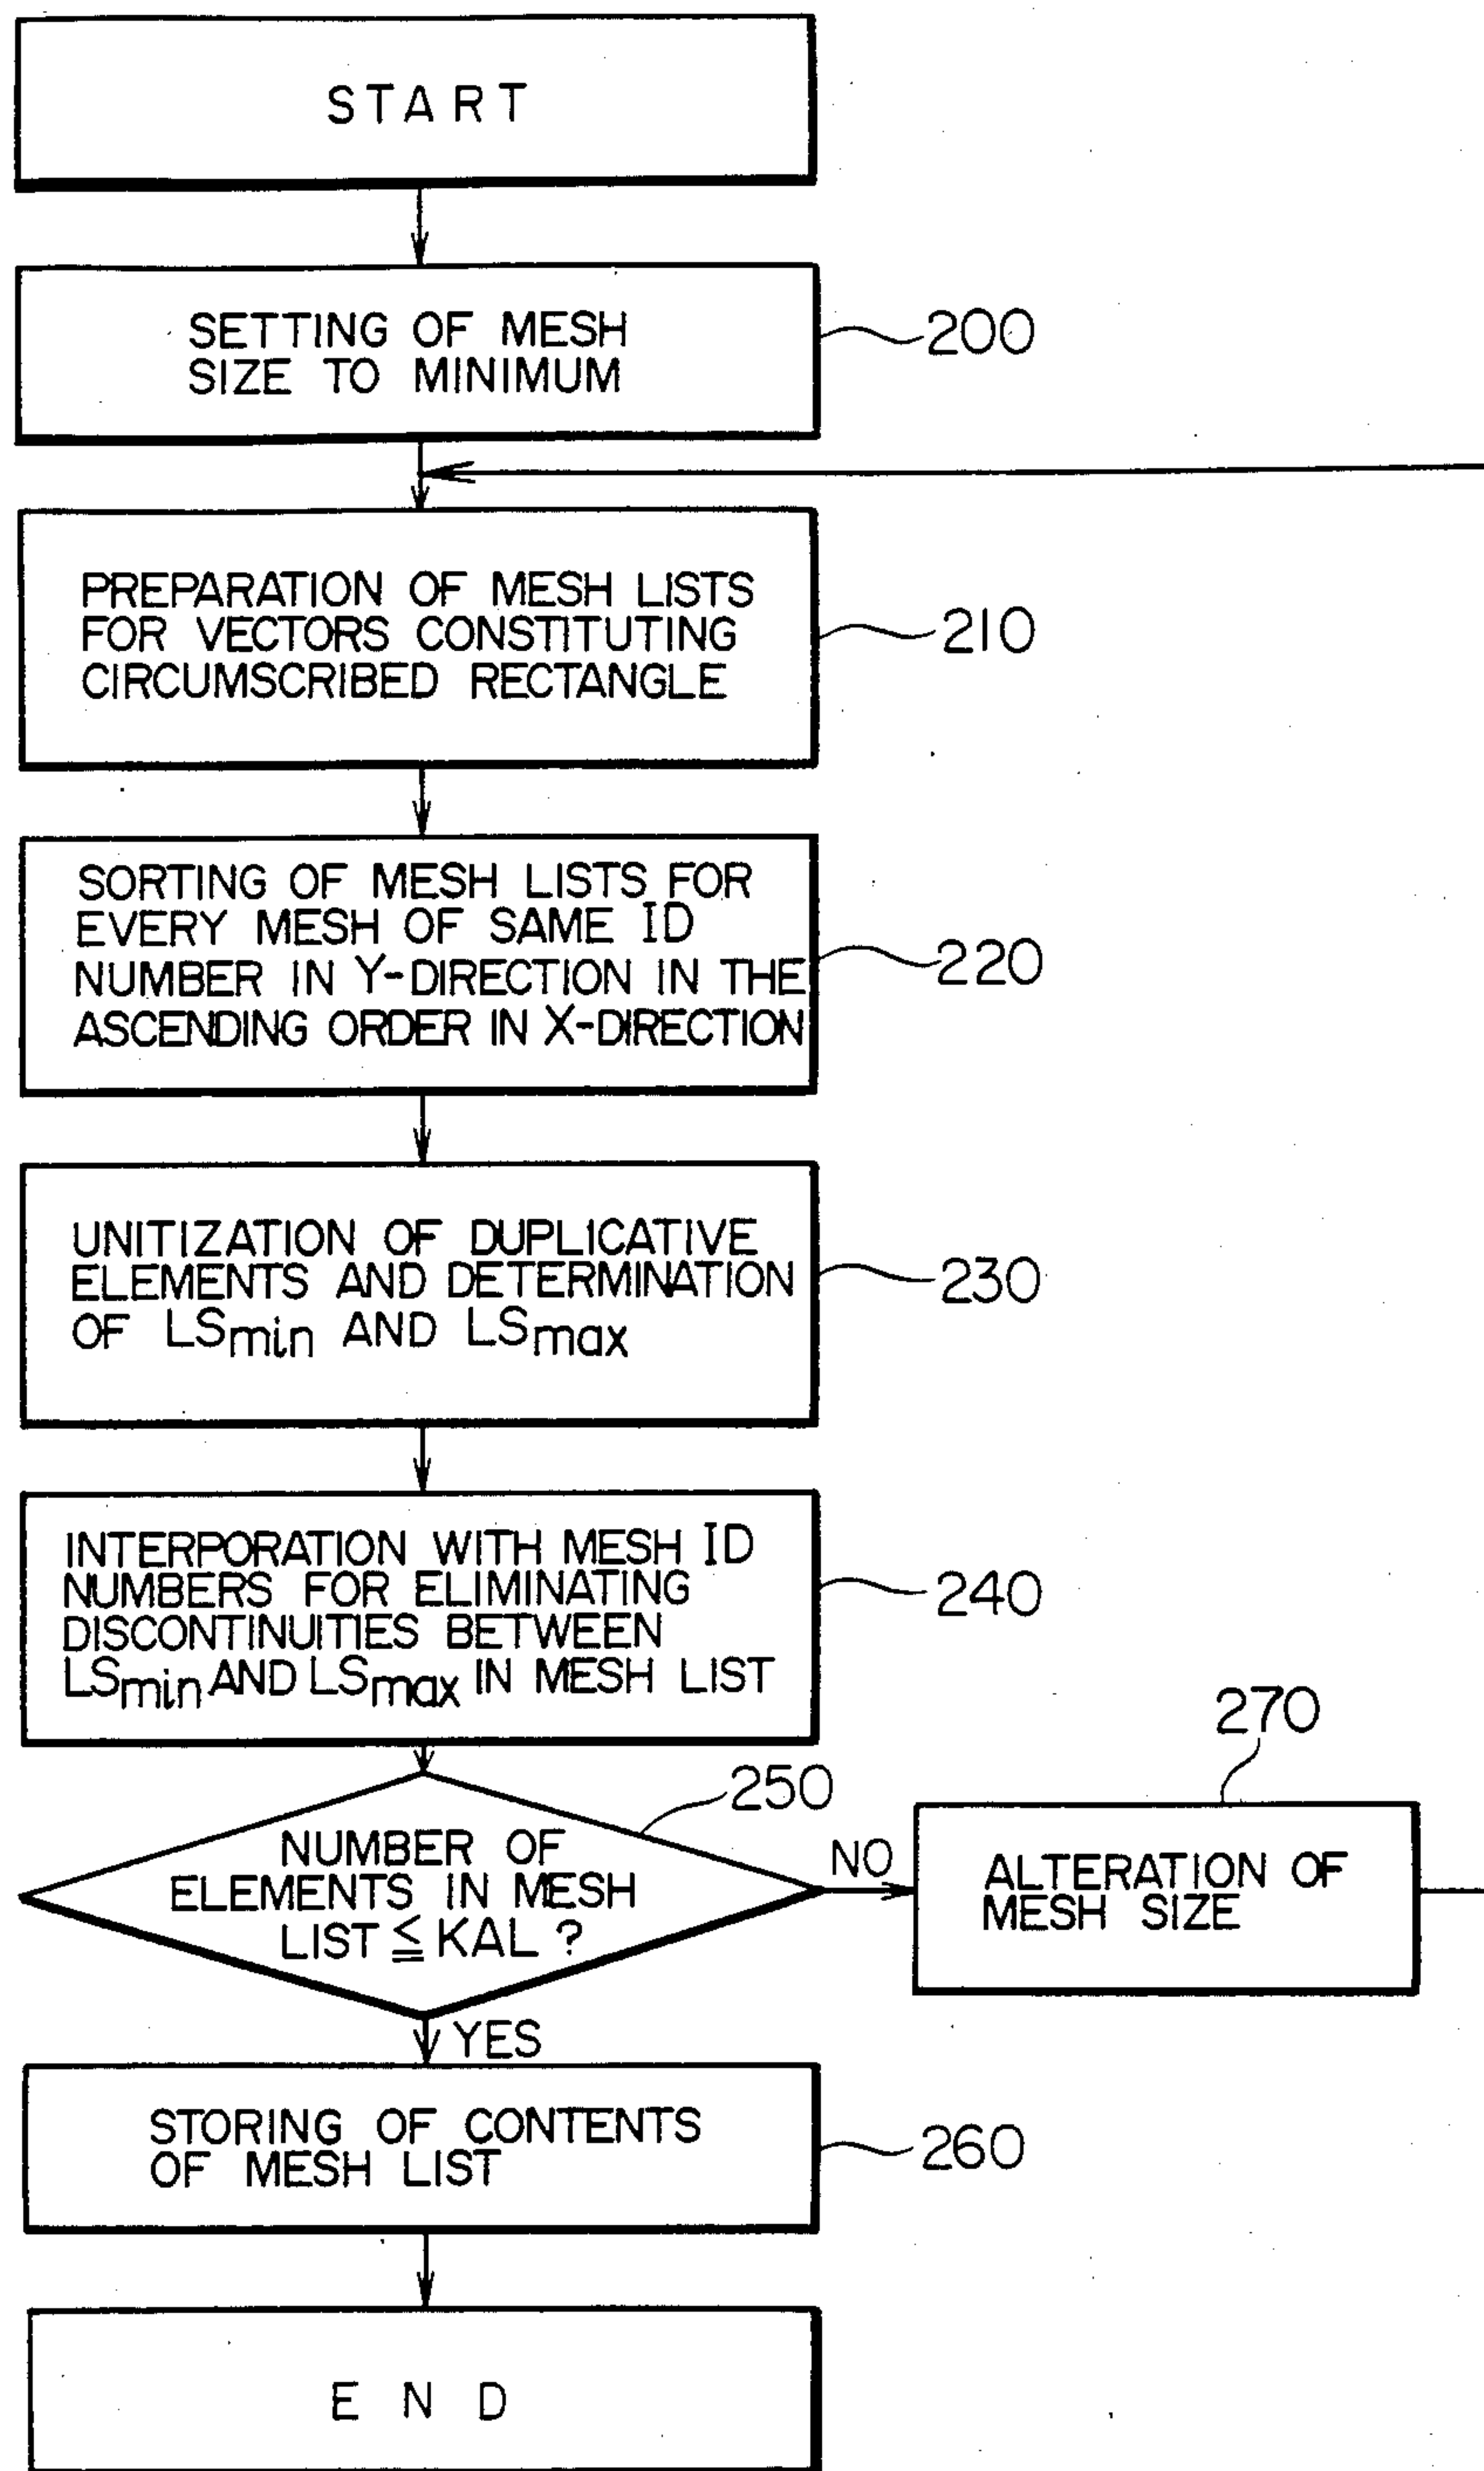 START
SETTING OF MESH
SIZE TO MINIMUM
200
PREPARATION OF MESH LISTS
FOR VECTORS CONSTITUTING
CIRCUMSCRIBED RECTANGLE
210
SORTING OF MESH LISTS FOR
EVERY MESH OF SAME ID
NUMBER IN Y-DIRECTION IN THE
ASCENDING ORDER IN X-DIRECTION
220
UNITIZATION OF DUPLICATIVE
ELEMENTS AND DETERMINATION
OF LSmin AND LSmax
230
INTERPORATION WITH MESH ID
NUMBERS FOR ELIMINATING
DISCONTINUITIES BETWEEN
LSmin AND LSmax IN MESH LIST
240
250
NUMBER OF
ELEMENTS IN MESH
LIST ≦ KAL ?
NO
270
ALTERATION OF
MESH SIZE
YES
STORING OF CONTENTS
OF MESH LIST
260
END